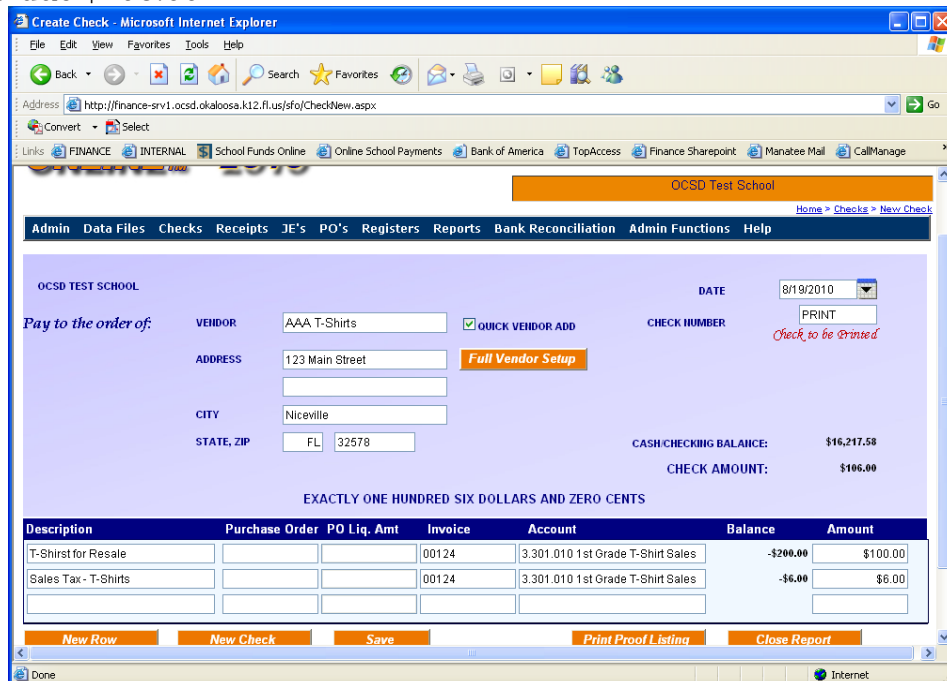 Create Check - Microsoft Internet Explorer
File Edit View Favorites Tools Help
Back Search Favorites
Address http://finance-srv1.ocsd.okaloosa.k12.fl.us/sfo/CheckNew.aspx Go
Convert Select
Links FINANCE INTERNAL School Funds Online Online School Payments Bank of America TopAccess Finance Sharepoint Manatee Mail CallManage
OCSD Test School
Home > Checks > New Check
Admin Data Files Checks Receipts JE's PO's Registers Reports Bank Reconciliation Admin Functions Help
OCSD TEST SCHOOL DATE 8/19/2010
Pay to the order of: VENDOR AAA T-Shirts QUICK VENDOR ADD CHECK NUMBER PRINT
Check to be Printed
ADDRESS 123 Main Street Full Vendor Setup
CITY Niceville
STATE, ZIP FL 32578 CASH/CHECKING BALANCE: $16,217.58
CHECK AMOUNT: $106.00
EXACTLY ONE HUNDRED SIX DOLLARS AND ZERO CENTS
Description Purchase Order PO Liq. Amt Invoice Account Balance Amount
T-Shirst for Resale 00124 3.301.010 1st Grade T-Shirt Sales -$200.00 $100.00
Sales Tax - T-Shirts 00124 3.301.010 1st Grade T-Shirt Sales -$6.00 $6.00
New Row New Check Save Print Proof Listing Close Report
Done Internet